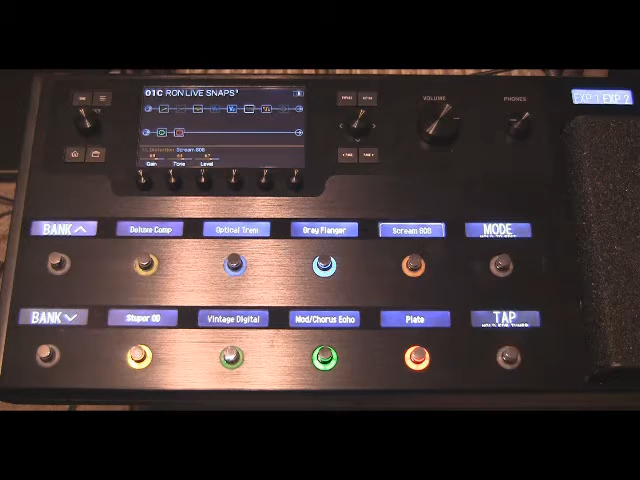 01C RON LIVE SNAPS
Distortion Scream 808
Gain Tone Level
VOLUME
PHONES
EXP 1 EXP 2
BANK
Deluxe Comp
Optical Trem
Gray Flanger
Scream 808
MODE
BANK
Stupor OD
Vintage Digital
Mod/Chorus Echo
Plate
TAP